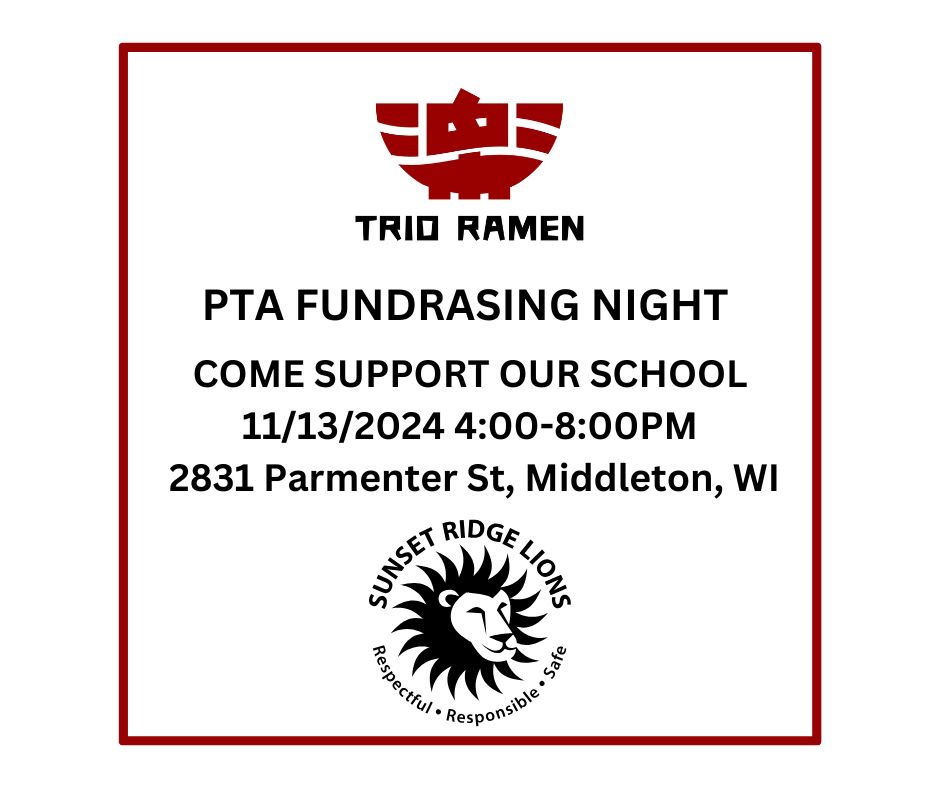 TRIO RAMEN
PTA FUNDRASING NIGHT
COME SUPPORT OUR SCHOOL
11/13/2024 4:00-8:00PM
2831 Parmenter St, Middleton, WI
SUNSET RIDGE LIONS
Respectful • Responsible • Safe